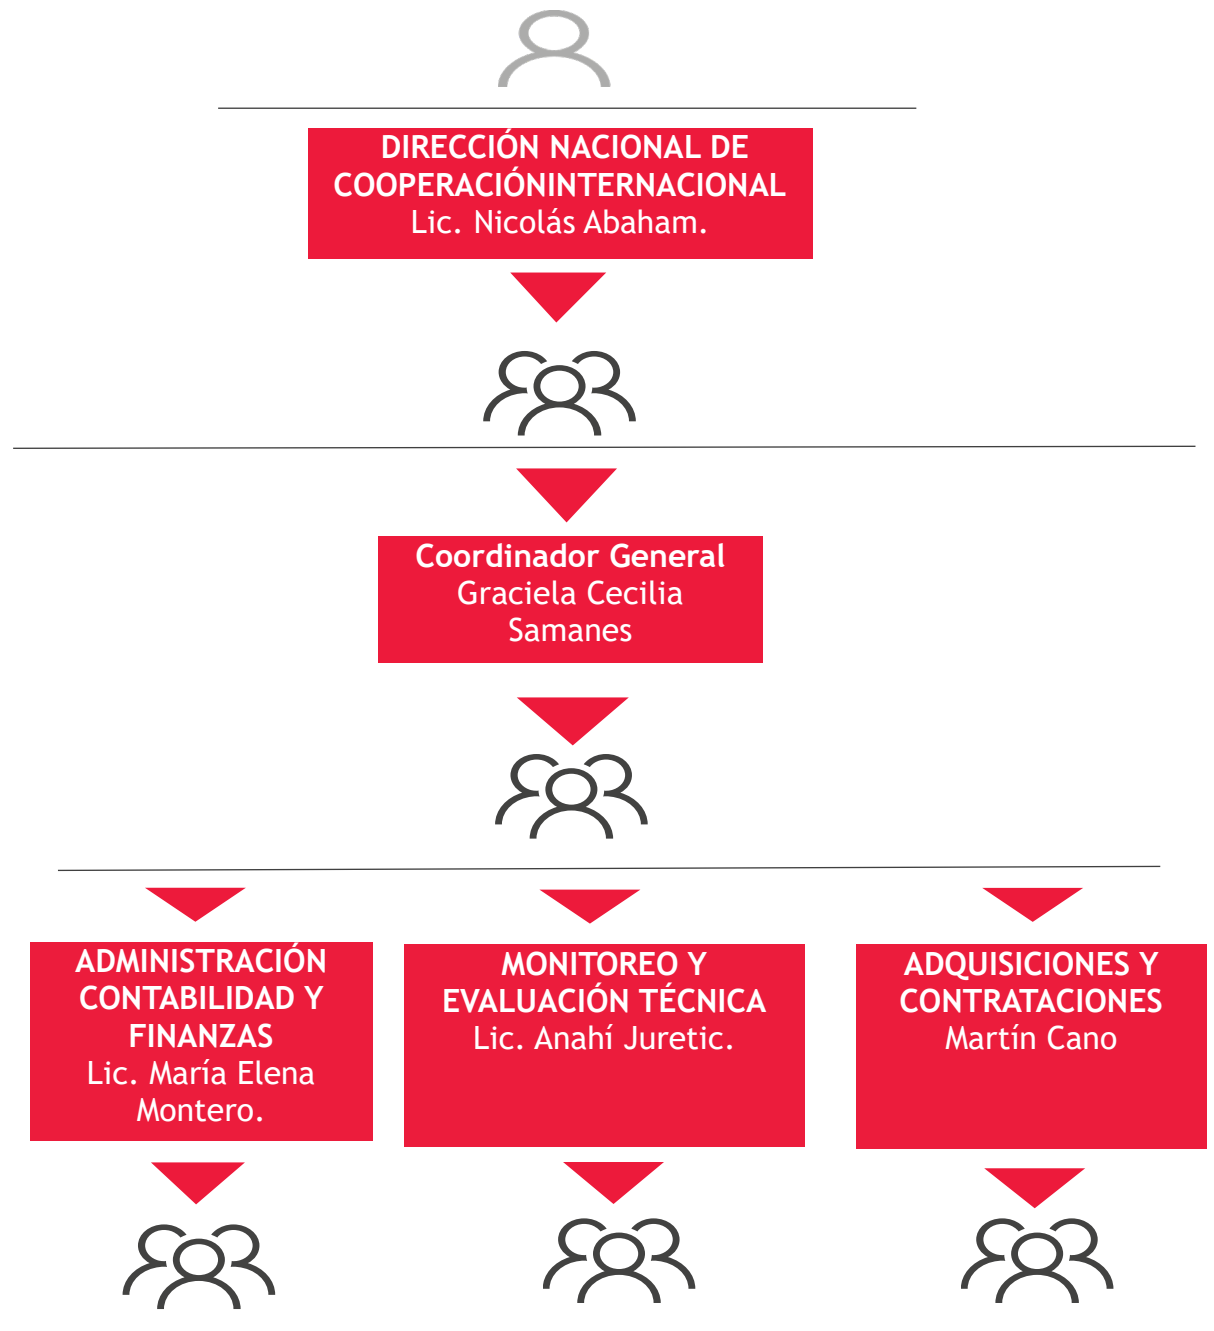 DIRECCIÓN NACIONAL DE
COOPERACIÓNINTERNACIONAL
Lic. Nicolás Abaham.
Coordinador General
Graciela Cecilia
Samanes
ADMINISTRACIÓN
CONTABILIDAD Y
FINANZAS
Lic. María Elena
Montero.
MONITOREO Y
EVALUACIÓN TÉCNICA
Lic. Anahí Juretic.
ADQUISICIONES Y
CONTRATACIONES
Martín Cano